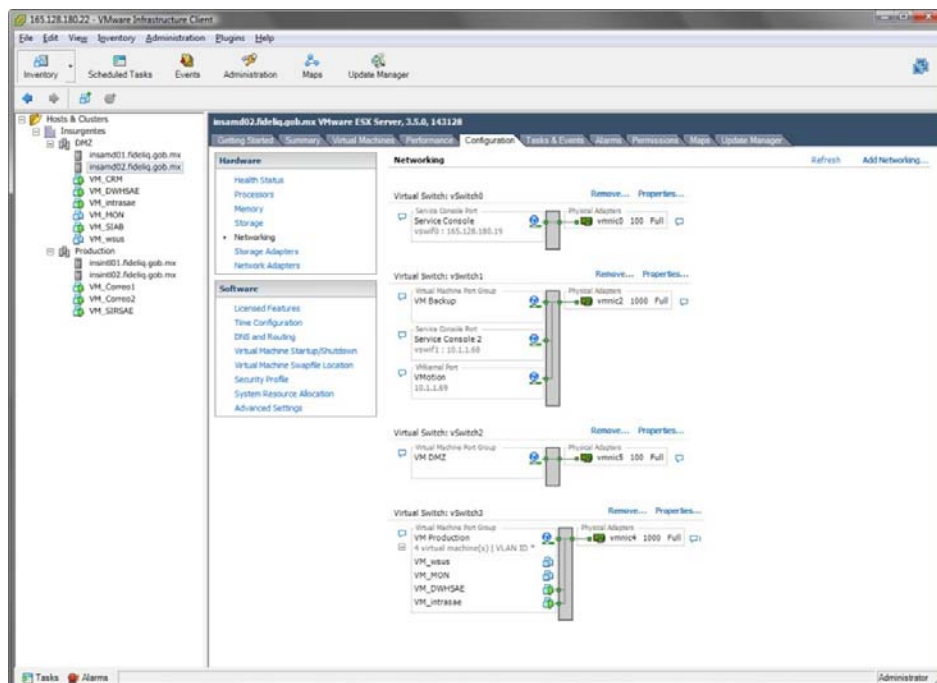 165.128.180.22 - VMware Infrastructure Client
File Edit View Inventory Administration Plugins Help
Inventory Scheduled Tasks Events Administration Maps Update Manager
Hosts & Clusters
Insurgentes
DMZ
insamd01.fideliq.gob.mx
insamd02.fideliq.gob.mx
VM_CRM
VM_DWHSAE
VM_intrasae
VM_MON
VM_SIAB
VM_wsus
Production
insintl01.fideliq.gob.mx
insintl02.fideliq.gob.mx
VM_Correo1
VM_Correo2
VM_SIRSAE
insamd02.fideliq.gob.mx VMware ESX Server, 3.5.0, 143128
Getting Started Summary Virtual Machines Performance Configuration Tasks & Events Alarms Permissions Maps Update Manager
Hardware
Health Status
Processors
Memory
Storage
Networking
Storage Adapters
Network Adapters
Software
Licensed Features
Time Configuration
DNS and Routing
Virtual Machine Startup/Shutdown
Virtual Machine Swapfile Location
Security Profile
System Resource Allocation
Advanced Settings
Networking Refresh Add Networking...
Virtual Switch: vSwitch0 Remove... Properties...
Service Console Port Physical Adapters
Service Console vmnic0 100 Full
vswif0 : 165.128.180.19
Virtual Switch: vSwitch1 Remove... Properties...
Virtual Machine Port Group Physical Adapters
VM Backup vmnic2 1000 Full
Service Console Port
Service Console 2
vswif1 : 10.1.1.68
VMkernel Port
VMotion
10.1.1.69
Virtual Switch: vSwitch2 Remove... Properties...
Virtual Machine Port Group Physical Adapters
VM DMZ vmnic5 100 Full
Virtual Switch: vSwitch3 Remove... Properties...
Virtual Machine Port Group Physical Adapters
VM Production vmnic4 1000 Full
4 virtual machine(s) | VLAN ID *
VM_wsus
VM_MON
VM_DWHSAE
VM_intrasae
Tasks Alarms Administrator